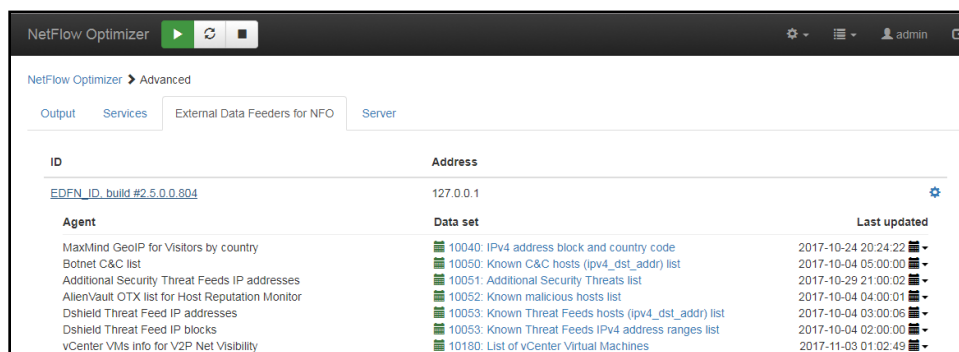 NetFlow Optimizer admin
NetFlow Optimizer > Advanced
Output Services External Data Feeders for NFO Server
ID Address
EDFN_ID, build #2.5.0.0.804 127.0.0.1
Agent Data set Last updated
MaxMind GeoIP for Visitors by country 10040: IPv4 address block and country code 2017-10-24 20:24:22
Botnet C&C list 10050: Known C&C hosts (ipv4_dst_addr) list 2017-10-04 05:00:00
Additional Security Threat Feeds IP addresses 10051: Additional Security Threats list 2017-10-29 21:00:02
AlienVault OTX list for Host Reputation Monitor 10052: Known malicious hosts list 2017-10-04 04:00:01
Dshield Threat Feed IP addresses 10053: Known Threat Feeds hosts (ipv4_dst_addr) list 2017-10-04 03:00:06
Dshield Threat Feed IP blocks 10053: Known Threat Feeds IPv4 address ranges list 2017-10-04 02:00:00
vCenter VMs info for V2P Net Visibility 10180: List of vCenter Virtual Machines 2017-11-03 01:02:49